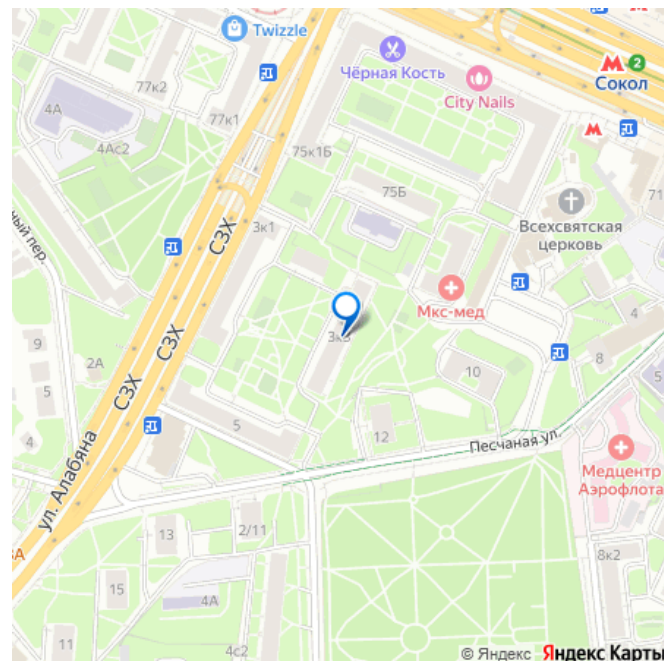 Twizzle
77к2
Чёрная Кость
М 2
Сокол
City Nails
4А
77к1
4Ас2
75к1Б
75Б
71
Всехсвятская
церковь
ный пер.
3к1
СЗХ
Мкс-мед
3к3
9
2А
СЗХ
10
8
5
5
СЗХ
4
5
12
Песчаная ул.
Медцентр
Аэрофлота
ул. Алабяна
2/11
13
8к2
15
4А
11
4с2
© Яндекс Яндекс Карты